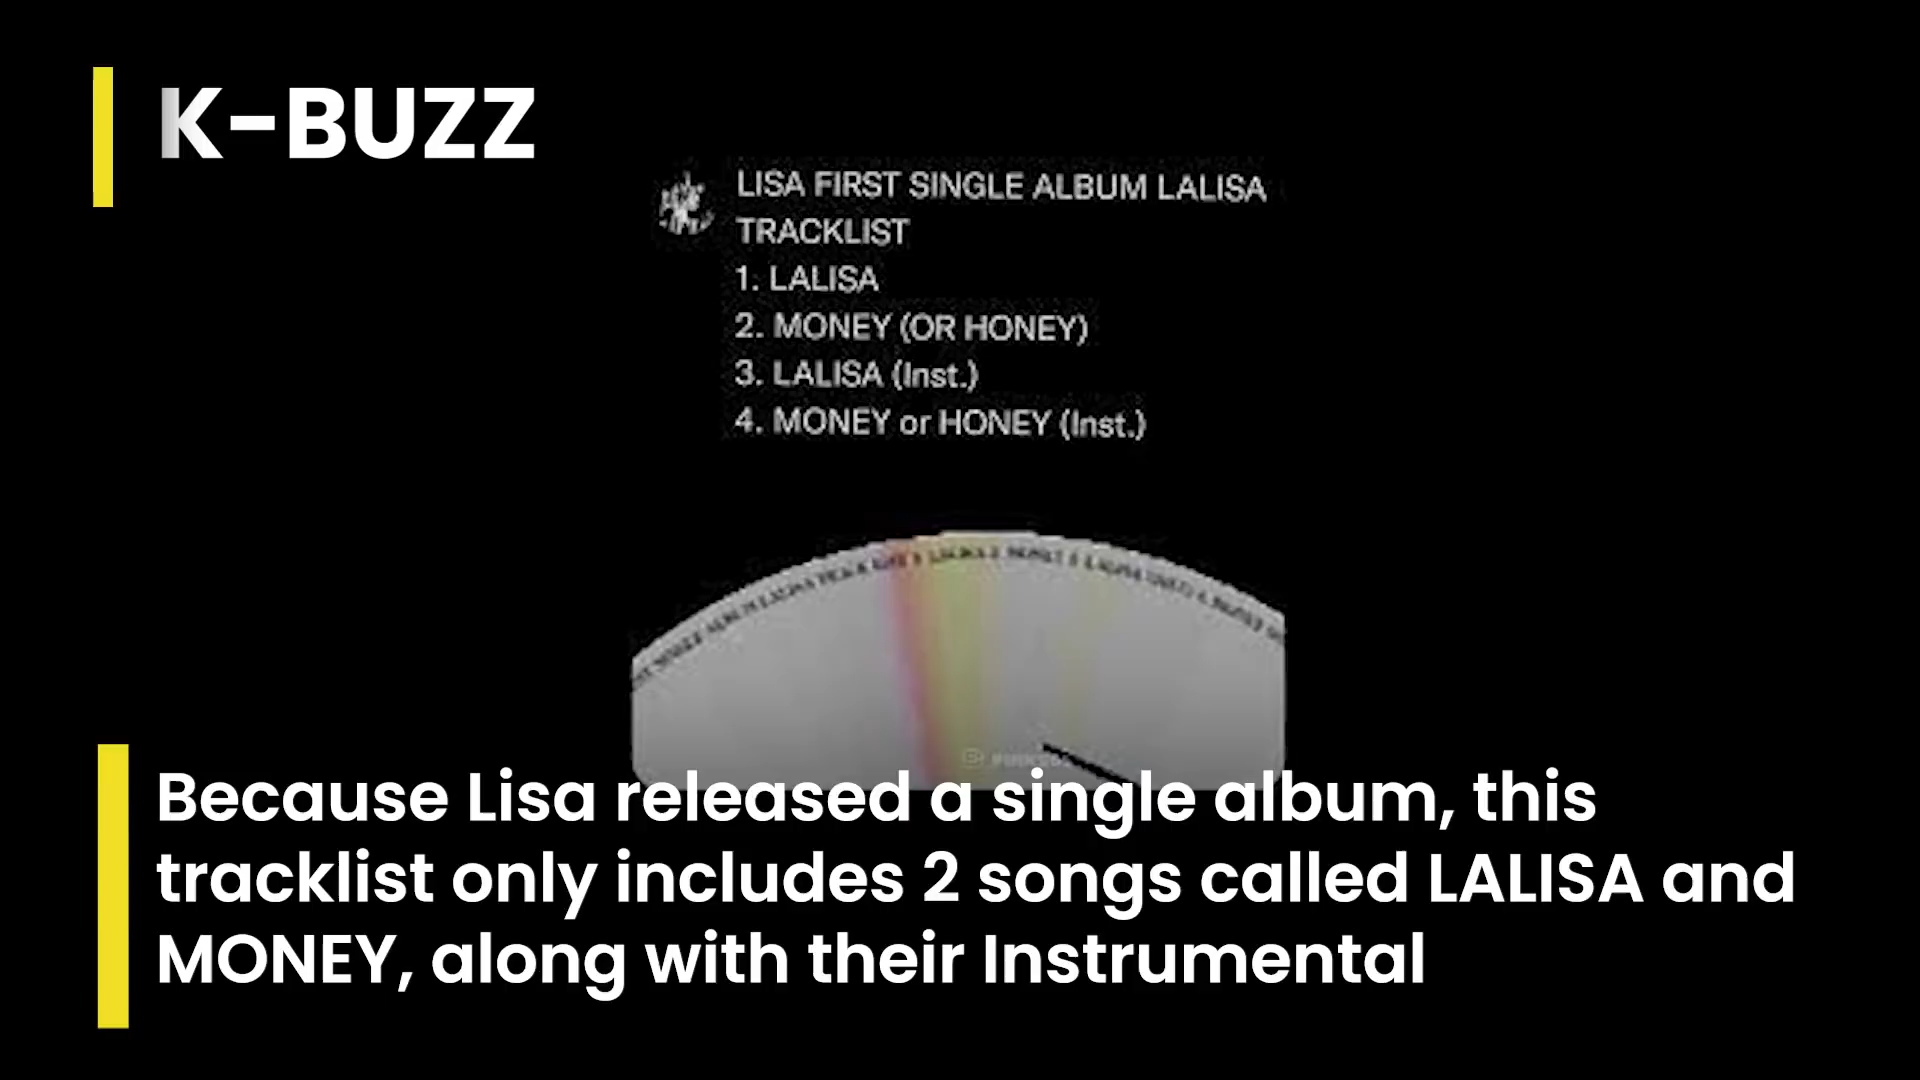 K-BUZZ
LISA FIRST SINGLE ALBUM LALISA
TRACKLIST
1. LALISA
2. MONEY (OR HONEY)
3. LALISA (Inst.)
4. MONEY or HONEY (Inst.)
Because Lisa released a single album, this
tracklist only includes 2 songs called LALISA and
MONEY, along with their Instrumental